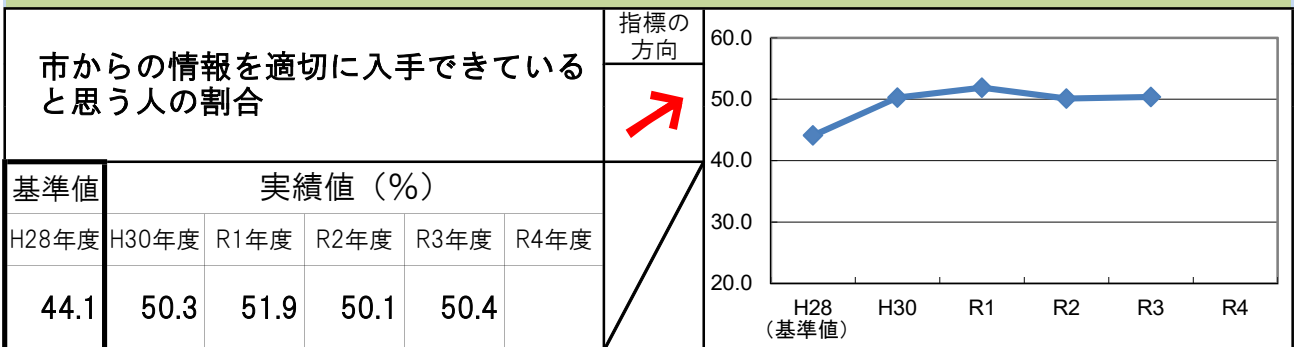 市からの情報を適切に入手できている
と思う人の割合
指標の
方向
基準値
実績値（%）
H28年度 H30年度 R1年度 R2年度 R3年度 R4年度
44.1 50.3 51.9 50.1 50.4
60.0
50.0
40.0
30.0
20.0
H28 H30 R1 R2 R3 R4
（基準値）